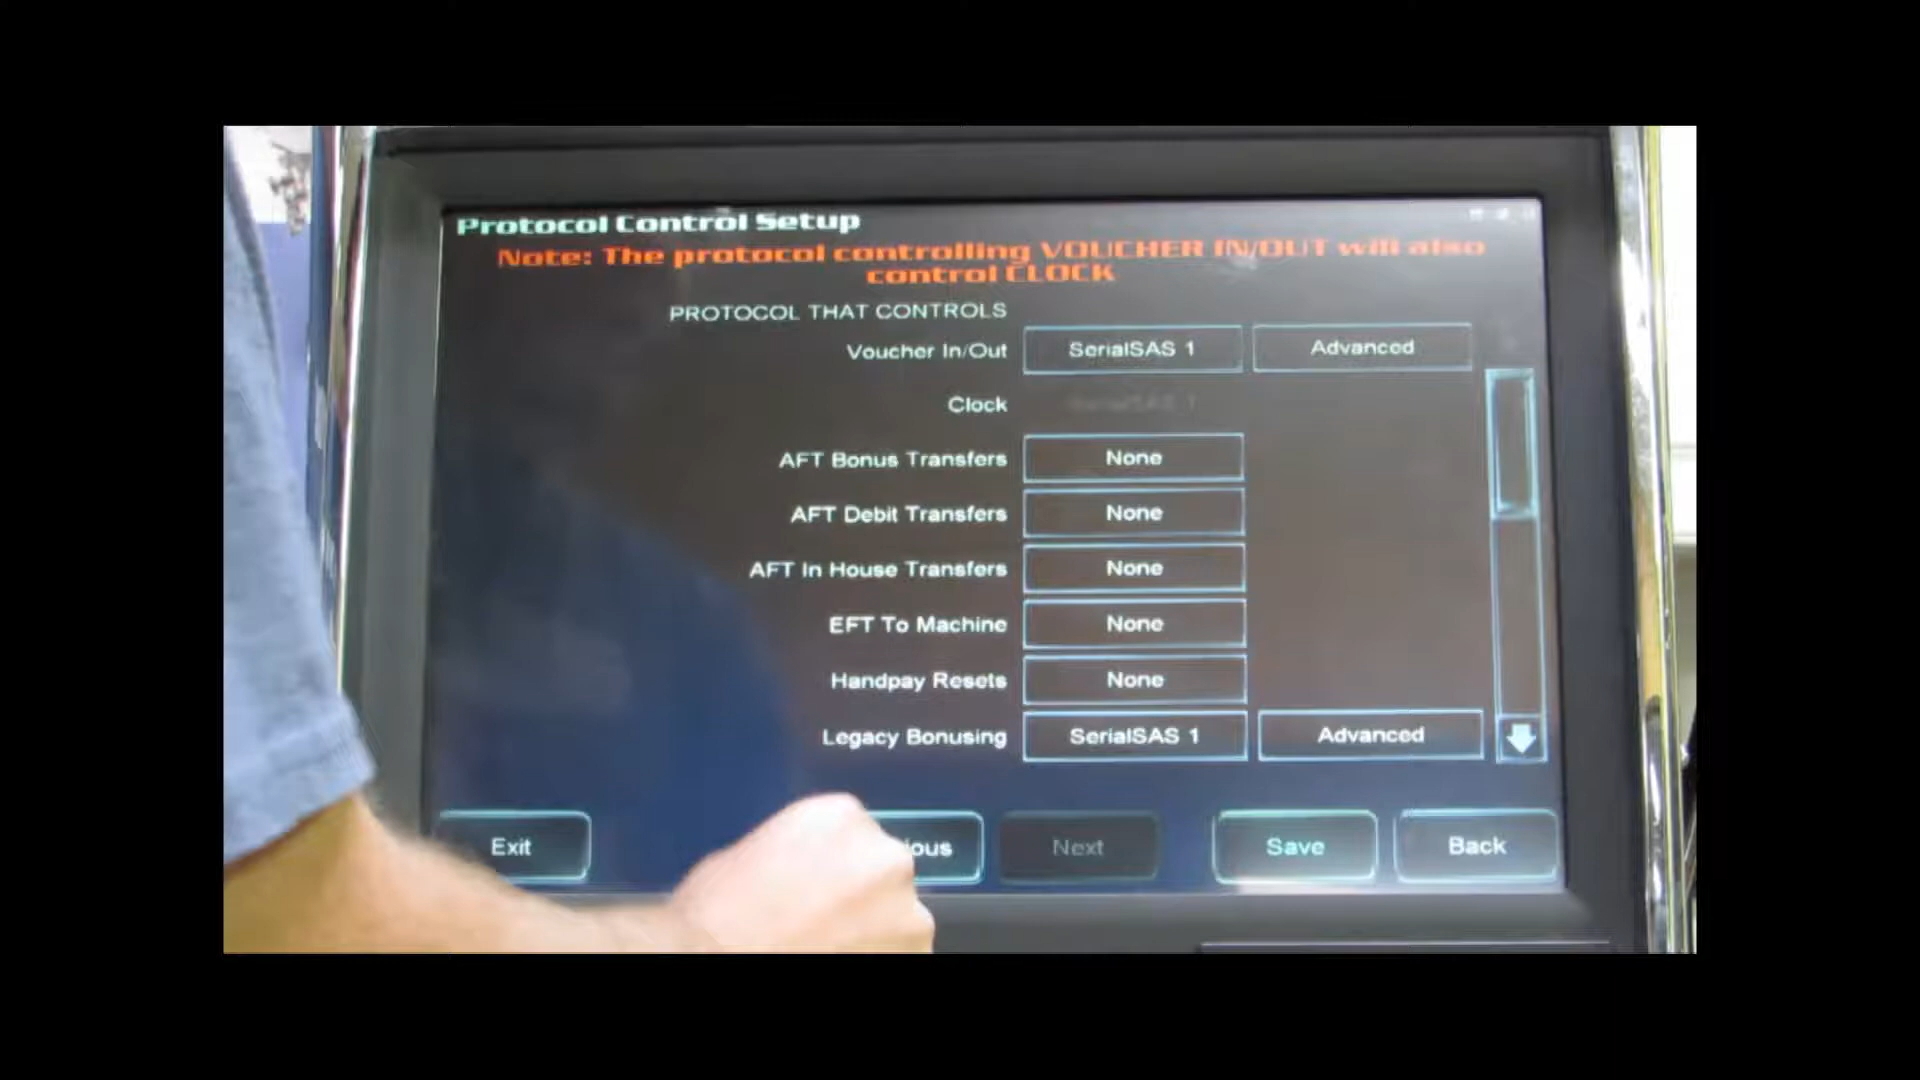 Protocol Control Setup
Note: The protocol controlling VOUCHER IN/OUT will also
control CLOCK
PROTOCOL THAT CONTROLS
Voucher In/Out SerialSAS 1 Advanced
Clock SerialSAS 1
AFT Bonus Transfers None
AFT Debit Transfers None
AFT In House Transfers None
EFT To Machine None
Handpay Resets None
Legacy Bonusing SerialSAS 1 Advanced
Exit ious Next Save Back